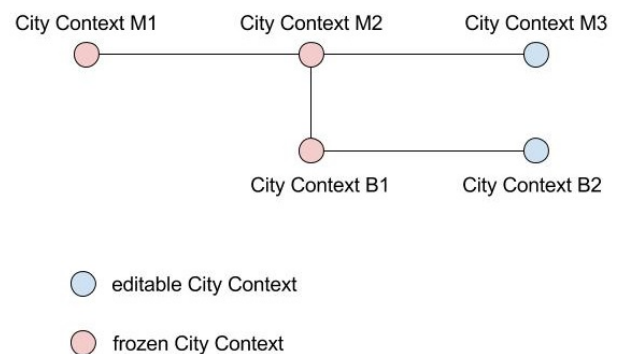 City Context M1
City Context M2
City Context M3
City Context B1
City Context B2
editable City Context
frozen City Context